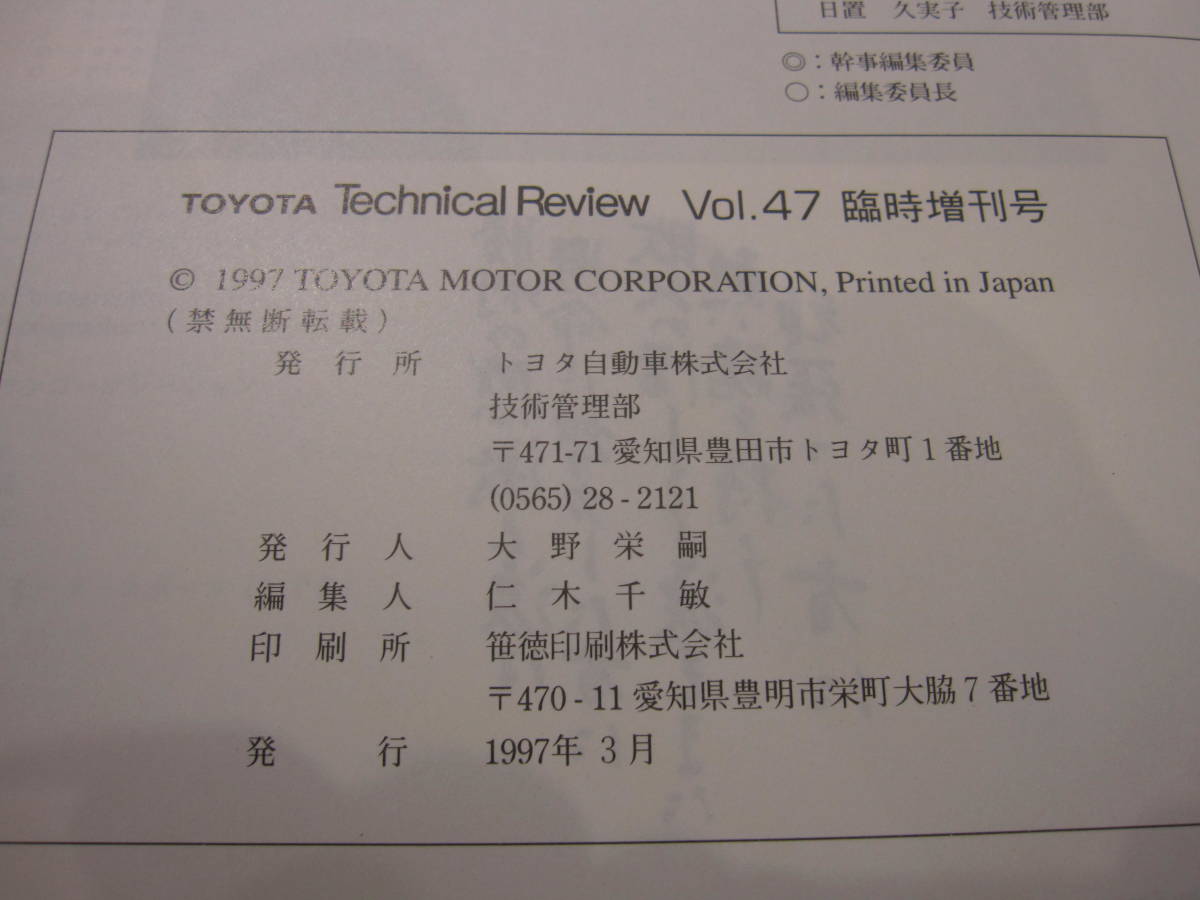 日置 久実子 技術管理部
◎：幹事編集委員
○：編集委員長
TOYOTA Technical Review Vol.47 臨時増刊号
© 1997 TOYOTA MOTOR CORPORATION, Printed in Japan
(禁無断転載)
発行所 トヨタ自動車株式会社
技術管理部
〒471-71 愛知県豊田市トヨタ町1番地
(0565) 28-2121
発行人 大野栄嗣
編集人 仁木千敏
印刷所 笹徳印刷株式会社
〒470-11 愛知県豊明市栄町大脇7番地
発行 1997年3月